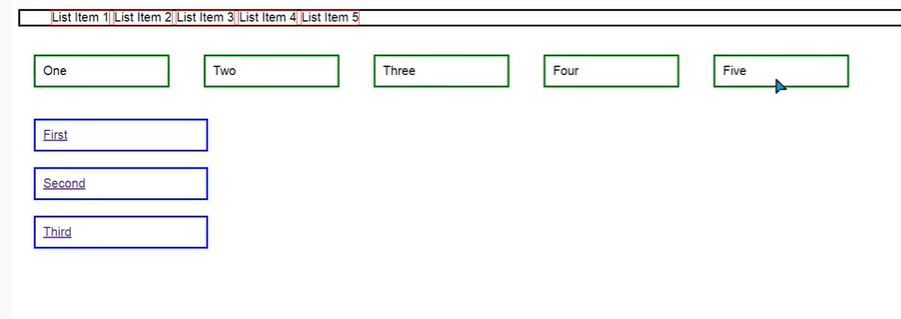 List Item 1 List Item 2 List Item 3 List Item 4 List Item 5
One Two Three Four Five
First
Second
Third